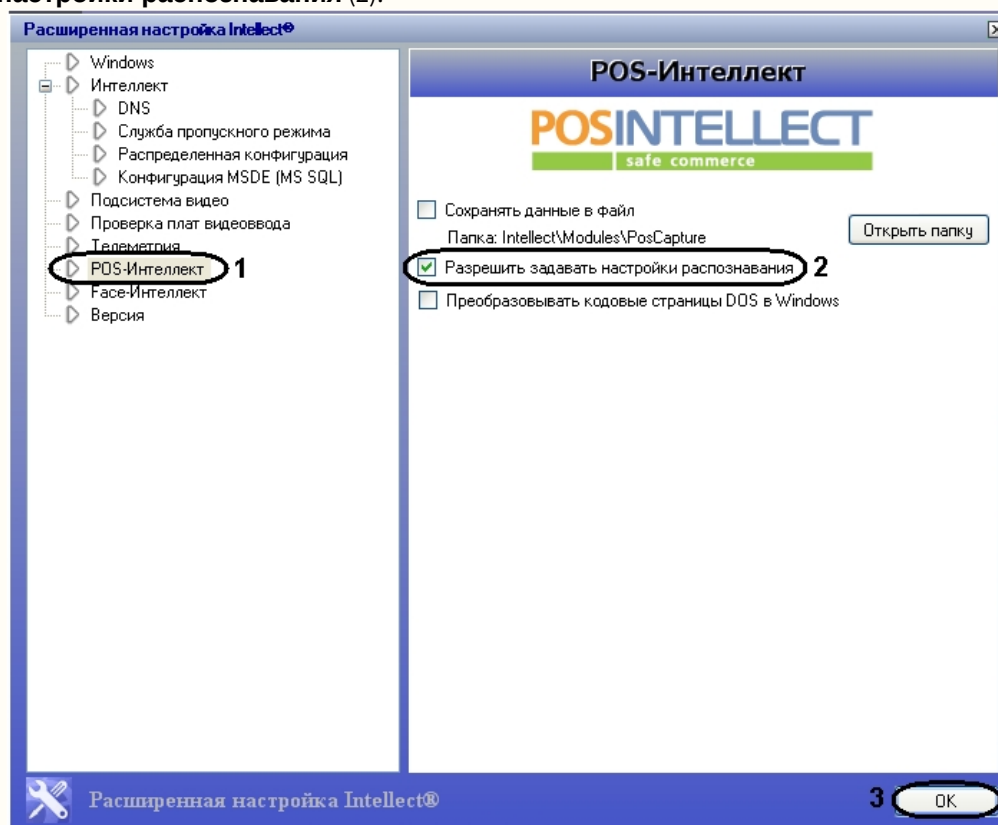 настройки распознавания (2).
Расширенная настройка Intellect®
Windows
Интеллект
DNS
Служба пропускного режима
Распределенная конфигурация
Конфигурация MSDE (MS SQL)
Подсистема видео
Проверка плат видеоввода
Телеметрия
POS-Интеллект 1
Face-Интеллект
Версия
POS-Интеллект
POSINTELLECT
safe commerce
Сохранять данные в файл
Папка: Intellect\Modules\PosCapture
Открыть папку
Разрешить задавать настройки распознавания 2
Преобразовывать кодовые страницы DOS в Windows
Расширенная настройка Intellect®
3 OK